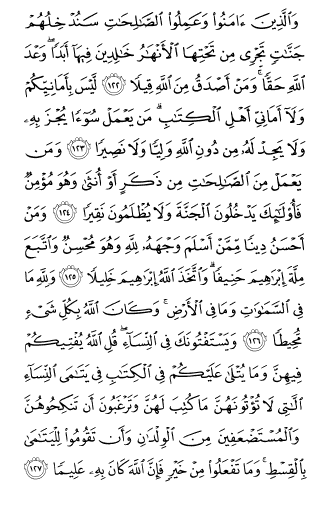 وَالَّذِينَ ءَامَنُوا۟ وَعَمِلُوا۟ الصَّٰلِحَٰتِ سَنُدْخِلُهُمْ
جَنَّٰتٍ تَجْرِى مِن تَحْتِهَا الْأَنْهَٰرُ خَٰلِدِينَ فِيهَآ أَبَدًا ۖ وَعْدَ
اللَّهِ حَقًّا ۚ وَمَنْ أَصْدَقُ مِنَ اللَّهِ قِيلًا ﴿١٢٢﴾ لَّيْسَ بِأَمَانِيِّكُمْ
وَلَآ أَمَانِىِّ أَهْلِ الْكِتَٰبِ ۗ مَن يَعْمَلْ سُوٓءًا يُجْزَ بِهِۦ
وَلَا يَجِدْ لَهُۥ مِن دُونِ اللَّهِ وَلِيًّا وَلَا نَصِيرًا ﴿١٢٣﴾ وَمَن
يَعْمَلْ مِنَ الصَّٰلِحَٰتِ مِن ذَكَرٍ أَوْ أُنثَىٰ وَهُوَ مُؤْمِنٌ
فَأُو۟لَٰٓئِكَ يَدْخُلُونَ الْجَنَّةَ وَلَا يُظْلَمُونَ نَقِيرًا ﴿١٢٤﴾ وَمَنْ
أَحْسَنُ دِينًا مِّمَّنْ أَسْلَمَ وَجْهَهُۥ لِلَّهِ وَهُوَ مُحْسِنٌ وَاتَّبَعَ
مِلَّةَ إِبْرَٰهِيمَ حَنِيفًا ۗ وَاتَّخَذَ اللَّهُ إِبْرَٰهِيمَ خَلِيلًا ﴿١٢٥﴾ وَلِلَّهِ مَا
فِى السَّمَٰوَٰتِ وَمَا فِى الْأَرْضِ ۚ وَكَانَ اللَّهُ بِكُلِّ شَىْءٍ
مُّحِيطًا ﴿١٢٦﴾ وَيَسْتَفْتُونَكَ فِى النِّسَآءِ ۖ قُلِ اللَّهُ يُفْتِيكُمْ
فِيهِنَّ وَمَا يُتْلَىٰ عَلَيْكُمْ فِى الْكِتَٰبِ فِى يَتَٰمَى النِّسَآءِ
الَّٰتِى لَا تُؤْتُونَهُنَّ مَا كُتِبَ لَهُنَّ وَتَرْغَبُونَ أَن تَنكِحُوهُنَّ
وَالْمُسْتَضْعَفِينَ مِنَ الْوِلْدَٰنِ وَأَن تَقُومُوا۟ لِلْيَتَٰمَىٰ
بِالْقِسْطِ ۚ وَمَا تَفْعَلُوا۟ مِنْ خَيْرٍ فَإِنَّ اللَّهَ كَانَ بِهِۦ عَلِيمًا ﴿١٢٧﴾